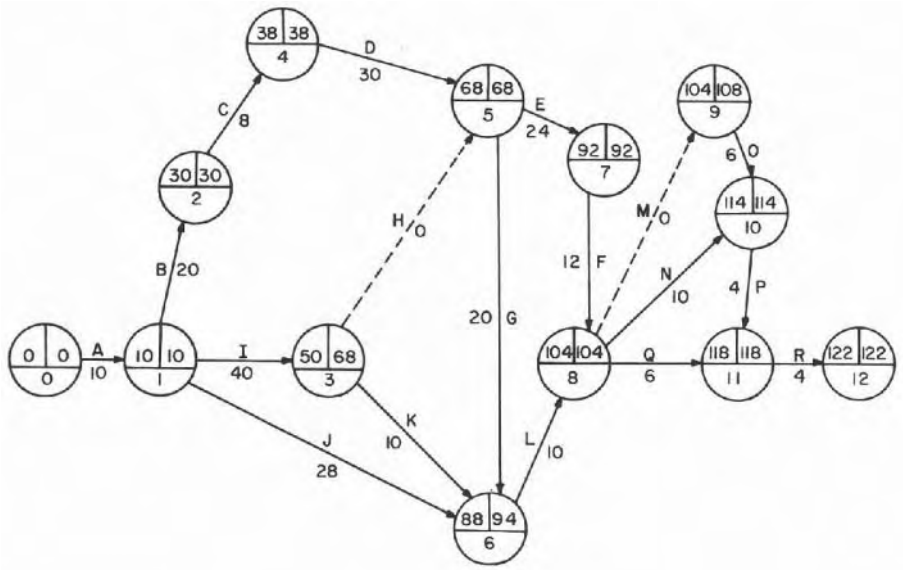 38 38
4
D
30
68 68
5
E
24
104 108
9
C
8
92 92
7
6 O
30 30
2
H
0
M 0
114 114
10
B 20
12 F
N
10
4 P
20 G
0 0
0
A
10
10 10
1
I
40
50 68
3
104 104
8
Q
6
118 118
11
R
4
122 122
12
J
28
K
10
L
10
88 94
6